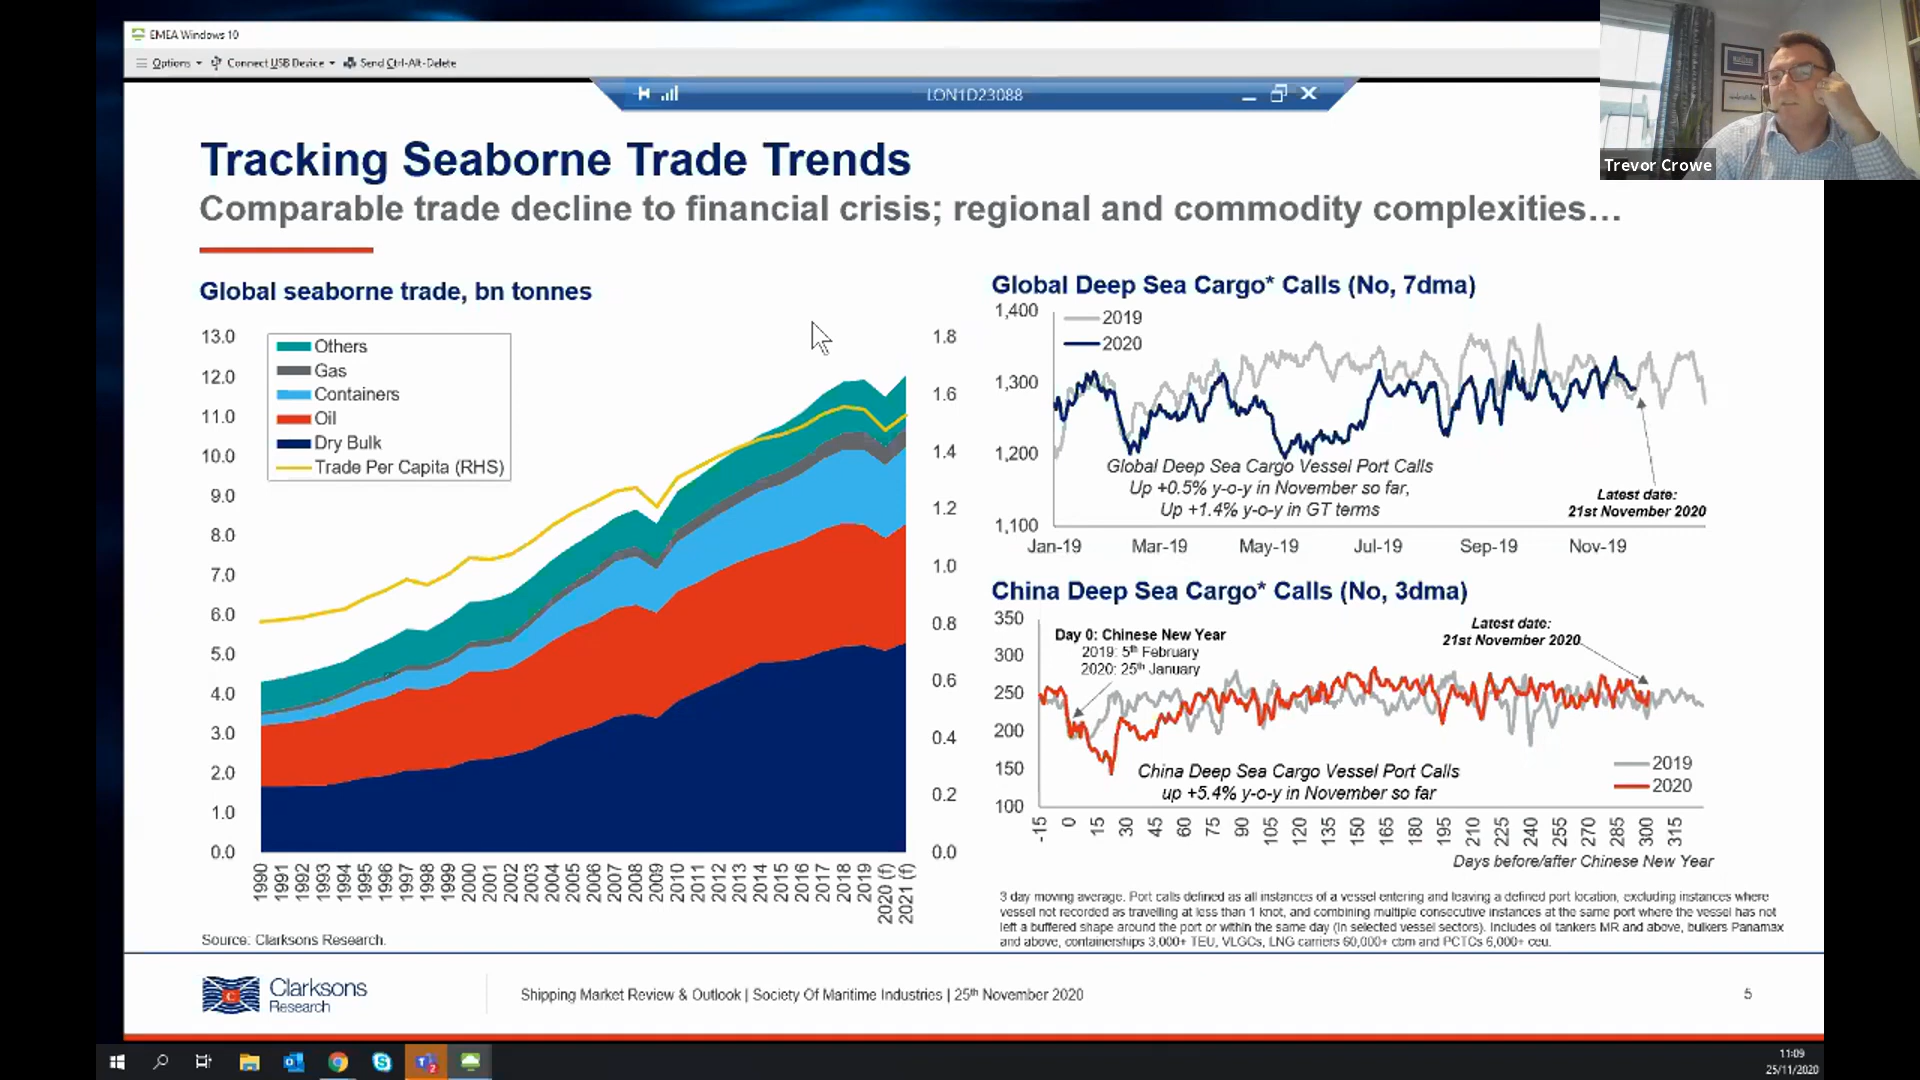 EMEA Windows 10
Options Connect USB Device Send Ctrl-Alt-Delete
LON1D23088
Trevor Crowe
Tracking Seaborne Trade Trends
Comparable trade decline to financial crisis; regional and commodity complexities…
Global seaborne trade, bn tonnes
13.0
12.0
11.0
10.0
9.0
8.0
7.0
6.0
5.0
4.0
3.0
2.0
1.0
0.0
Others
Gas
Containers
Oil
Dry Bulk
Trade Per Capita (RHS)
1.8
1.6
1.4
1.2
1.0
0.8
0.6
0.4
0.2
0.0
1990 1991 1992 1993 1994 1995 1996 1997 1998 1999 2000 2001 2002 2003 2004 2005 2006 2007 2008 2009 2010 2011 2012 2013 2014 2015 2016 2017 2018 2019 2020 (f) 2021 (f)
Source: Clarksons Research.
Global Deep Sea Cargo* Calls (No, 7dma)
1,400
1,300
1,200
1,100
2019
2020
Global Deep Sea Cargo Vessel Port Calls
Up +0.5% y-o-y in November so far,
Up +1.4% y-o-y in GT terms
Latest date:
21st November 2020
Jan-19 Mar-19 May-19 Jul-19 Sep-19 Nov-19
China Deep Sea Cargo* Calls (No, 3dma)
350
300
250
200
150
100
Day 0: Chinese New Year
2019: 5th February
2020: 25th January
Latest date:
21st November 2020
China Deep Sea Cargo Vessel Port Calls
up +5.4% y-o-y in November so far
2019
2020
-15 0 15 30 45 60 75 90 105 120 135 150 165 180 195 210 225 240 255 270 285 300 315
Days before/after Chinese New Year
3 day moving average. Port calls defined as all instances of a vessel entering and leaving a defined port location, excluding instances where
vessel not recorded as travelling at less than 1 knot, and combining multiple consecutive instances at the same port where the vessel has not
left a buffered shape around the port or within the same day (in selected vessel sectors). Includes oil tankers MR and above, bulkers Panamax
and above, containerships 3,000+ TEU, VLGCs, LNG carriers 60,000+ cbm and PCTCs 6,000+ ceu.
Clarksons
Research
Shipping Market Review & Outlook | Society Of Maritime Industries | 25th November 2020
5
11:09
25/11/2020